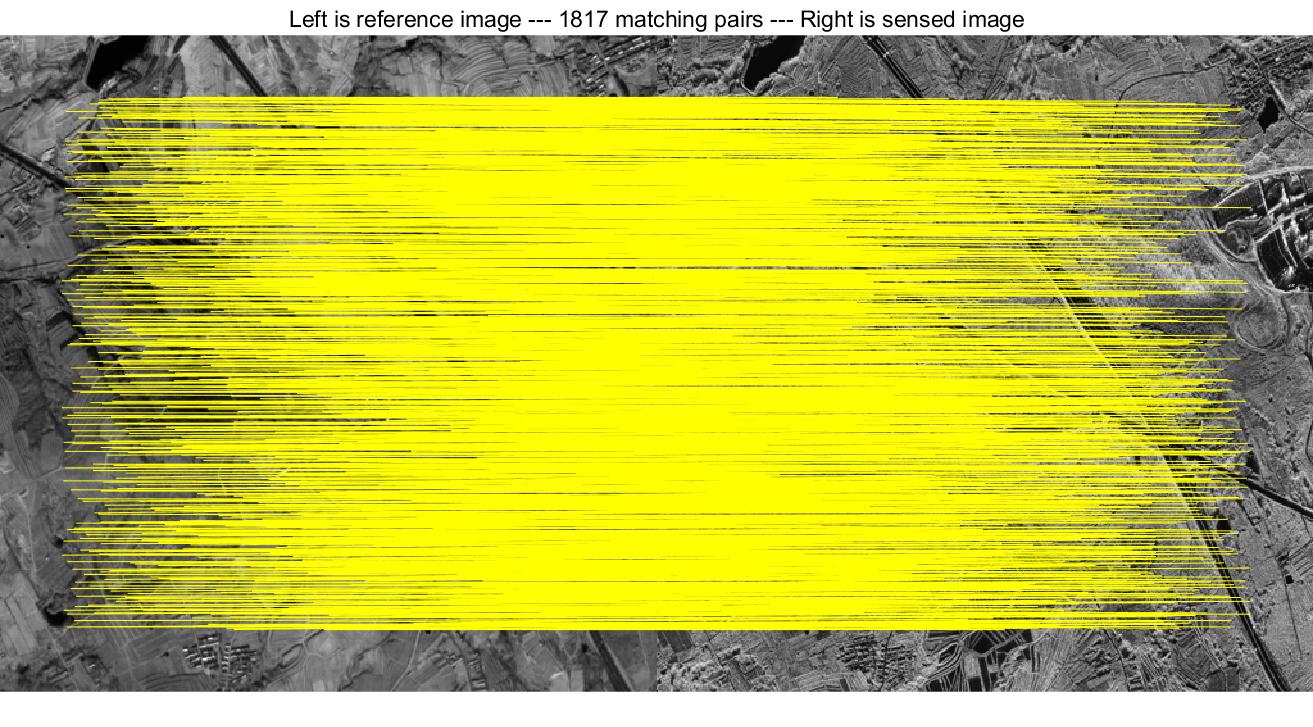 Left is reference image --- 1817 matching pairs --- Right is sensed image